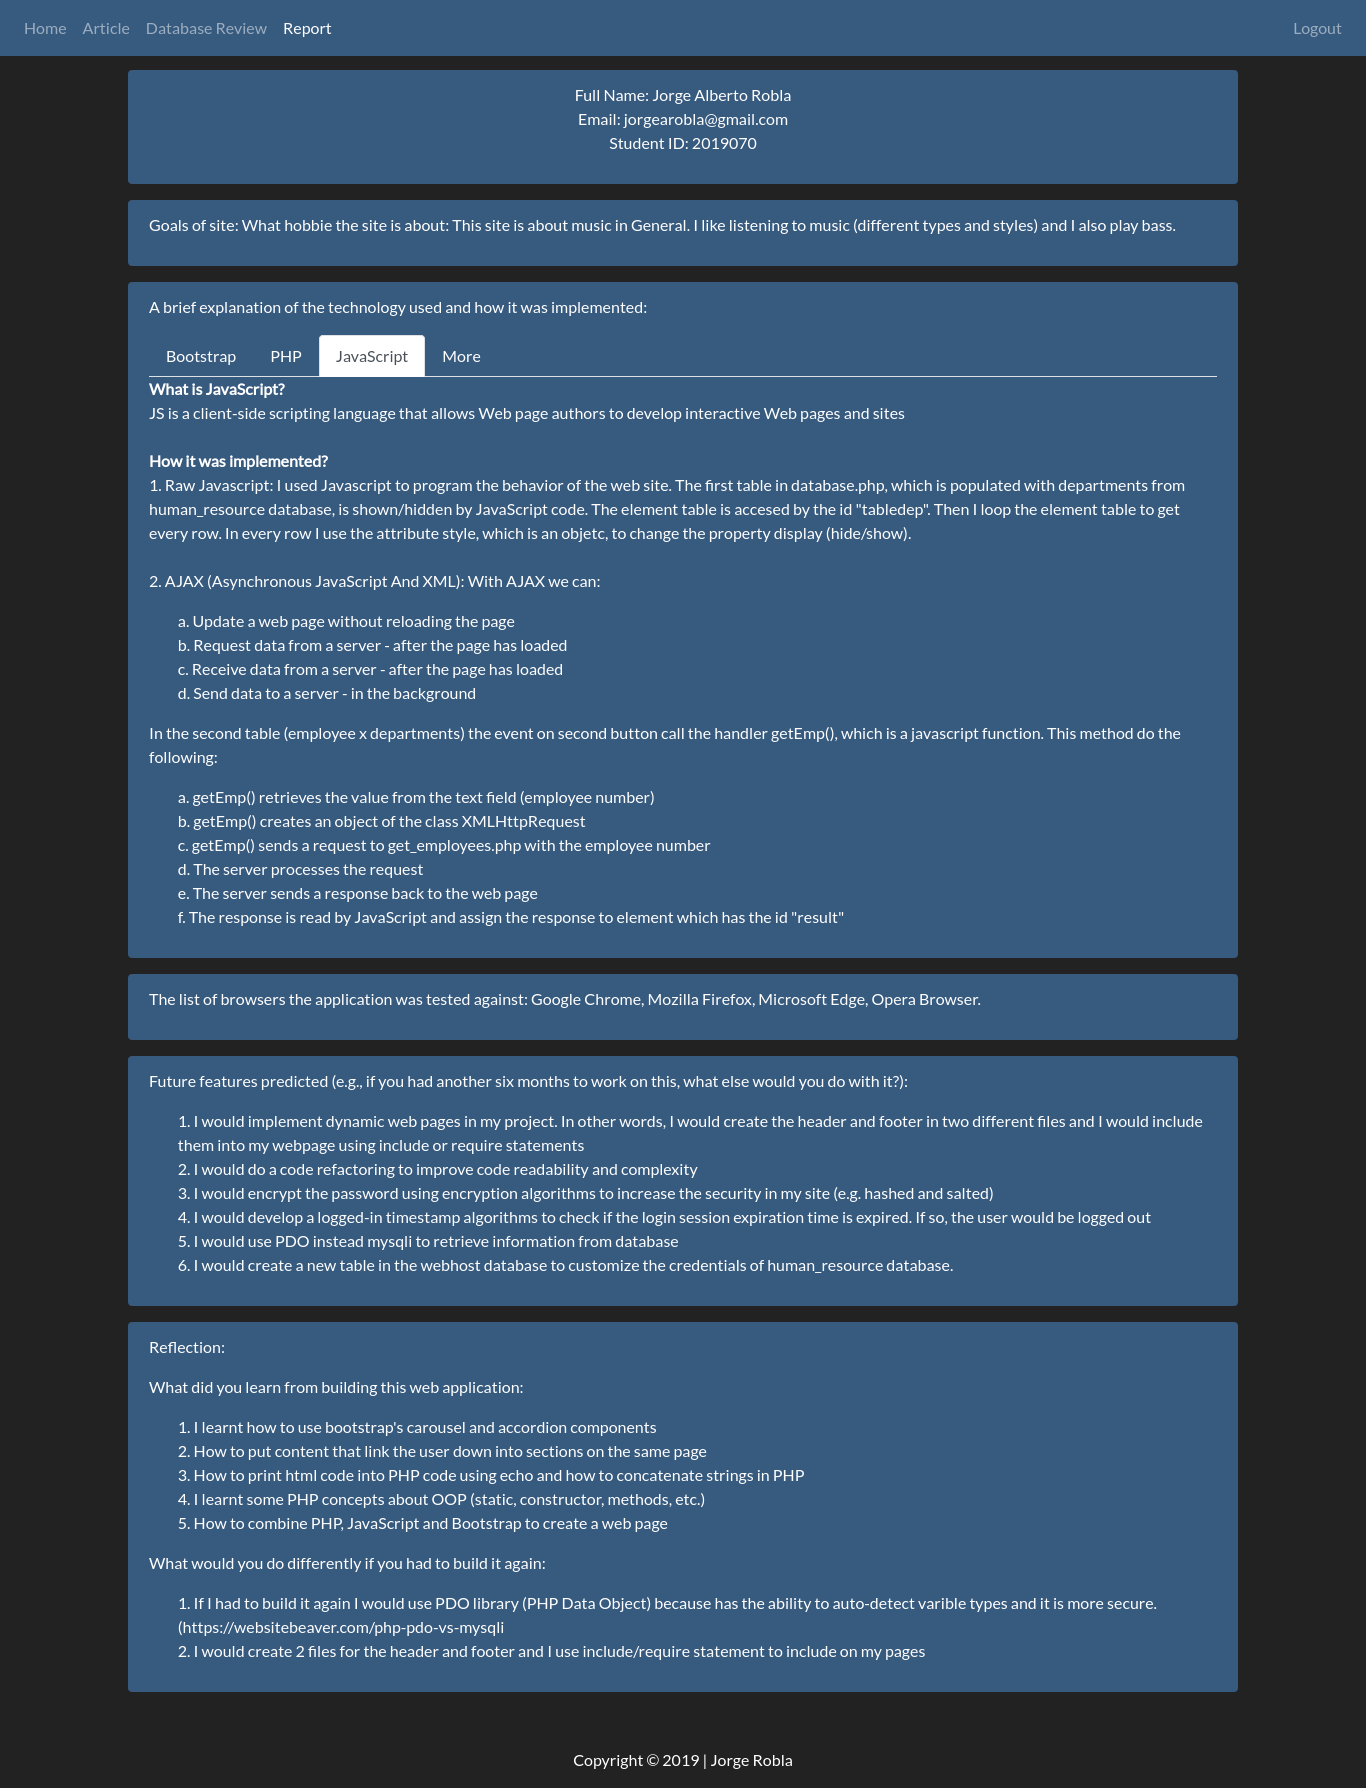 Home Article Database Review Report Logout
Full Name: Jorge Alberto Robla
Email: jorgearobla@gmail.com
Student ID: 2019070
Goals of site: What hobbie the site is about: This site is about music in General. I like listening to music (different types and styles) and I also play bass.
A brief explanation of the technology used and how it was implemented:
Bootstrap PHP JavaScript More
What is JavaScript?
JS is a client-side scripting language that allows Web page authors to develop interactive Web pages and sites
How it was implemented?
1. Raw Javascript: I used Javascript to program the behavior of the web site. The first table in database.php, which is populated with departments from
human_resource database, is shown/hidden by JavaScript code. The element table is accesed by the id "tabledep". Then I loop the element table to get
every row. In every row I use the attribute style, which is an objetc, to change the property display (hide/show).
2. AJAX (Asynchronous JavaScript And XML): With AJAX we can:
a. Update a web page without reloading the page
b. Request data from a server - after the page has loaded
c. Receive data from a server - after the page has loaded
d. Send data to a server - in the background
In the second table (employee x departments) the event on second button call the handler getEmp(), which is a javascript function. This method do the
following:
a. getEmp() retrieves the value from the text field (employee number)
b. getEmp() creates an object of the class XMLHttpRequest
c. getEmp() sends a request to get_employees.php with the employee number
d. The server processes the request
e. The server sends a response back to the web page
f. The response is read by JavaScript and assign the response to element which has the id "result"
The list of browsers the application was tested against: Google Chrome, Mozilla Firefox, Microsoft Edge, Opera Browser.
Future features predicted (e.g., if you had another six months to work on this, what else would you do with it?):
1. I would implement dynamic web pages in my project. In other words, I would create the header and footer in two different files and I would include
them into my webpage using include or require statements
2. I would do a code refactoring to improve code readability and complexity
3. I would encrypt the password using encryption algorithms to increase the security in my site (e.g. hashed and salted)
4. I would develop a logged-in timestamp algorithms to check if the login session expiration time is expired. If so, the user would be logged out
5. I would use PDO instead mysqli to retrieve information from database
6. I would create a new table in the webhost database to customize the credentials of human_resource database.
Reflection:
What did you learn from building this web application:
1. I learnt how to use bootstrap's carousel and accordion components
2. How to put content that link the user down into sections on the same page
3. How to print html code into PHP code using echo and how to concatenate strings in PHP
4. I learnt some PHP concepts about OOP (static, constructor, methods, etc.)
5. How to combine PHP, JavaScript and Bootstrap to create a web page
What would you do differently if you had to build it again:
1. If I had to build it again I would use PDO library (PHP Data Object) because has the ability to auto-detect varible types and it is more secure.
(https://websitebeaver.com/php-pdo-vs-mysqli
2. I would create 2 files for the header and footer and I use include/require statement to include on my pages
Copyright © 2019 | Jorge Robla